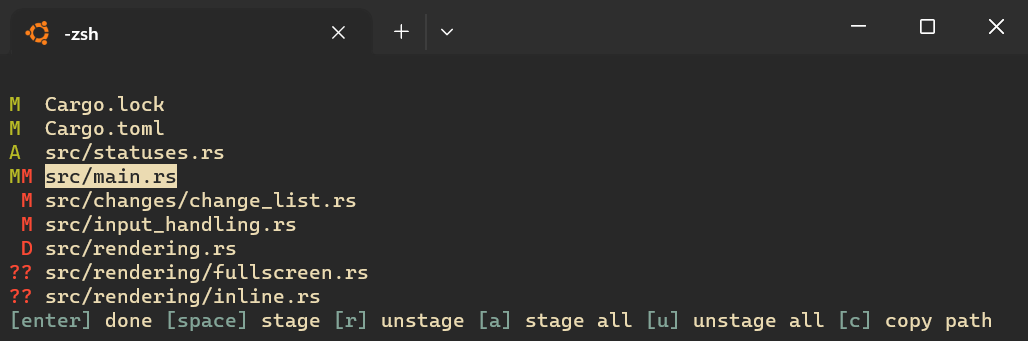 -zsh
M  Cargo.lock
M  Cargo.toml
A  src/statuses.rs
MM src/main.rs
 M src/changes/change_list.rs
 M src/input_handling.rs
 D src/rendering.rs
?? src/rendering/fullscreen.rs
?? src/rendering/inline.rs
[enter] done [space] stage [r] unstage [a] stage all [u] unstage all [c] copy path